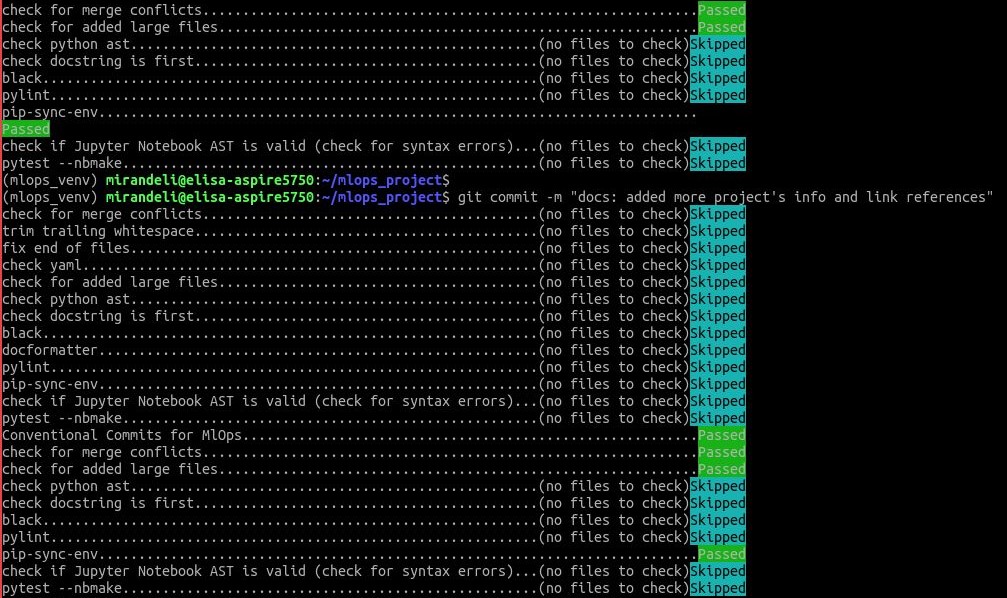 check for merge conflicts..............................................................Passed
check for added large files............................................................Passed
check python ast...................................................(no files to check)Skipped
check docstring is first...........................................(no files to check)Skipped
black..............................................................(no files to check)Skipped
pylint.............................................................(no files to check)Skipped
pip-sync-env...........................................................................
Passed
check if Jupyter Notebook AST is valid (check for syntax errors)...(no files to check)Skipped
pytest --nbmake....................................................(no files to check)Skipped
(mlops_venv) mirandeli@elisa-aspire5750:~/mlops_project$
(mlops_venv) mirandeli@elisa-aspire5750:~/mlops_project$ git commit -m "docs: added more project's info and link references"
check for merge conflicts..........................................(no files to check)Skipped
trim trailing whitespace...........................................(no files to check)Skipped
fix end of files...................................................(no files to check)Skipped
check yaml.........................................................(no files to check)Skipped
check for added large files........................................(no files to check)Skipped
check python ast...................................................(no files to check)Skipped
check docstring is first...........................................(no files to check)Skipped
black..............................................................(no files to check)Skipped
docformatter.......................................................(no files to check)Skipped
pylint.............................................................(no files to check)Skipped
pip-sync-env.......................................................(no files to check)Skipped
check if Jupyter Notebook AST is valid (check for syntax errors)...(no files to check)Skipped
pytest --nbmake....................................................(no files to check)Skipped
Conventional Commits for MlOps.........................................................Passed
check for merge conflicts..............................................................Passed
check for added large files............................................................Passed
check python ast...................................................(no files to check)Skipped
check docstring is first...........................................(no files to check)Skipped
black..............................................................(no files to check)Skipped
pylint.............................................................(no files to check)Skipped
pip-sync-env...........................................................................Passed
check if Jupyter Notebook AST is valid (check for syntax errors)...(no files to check)Skipped
pytest --nbmake....................................................(no files to check)Skipped